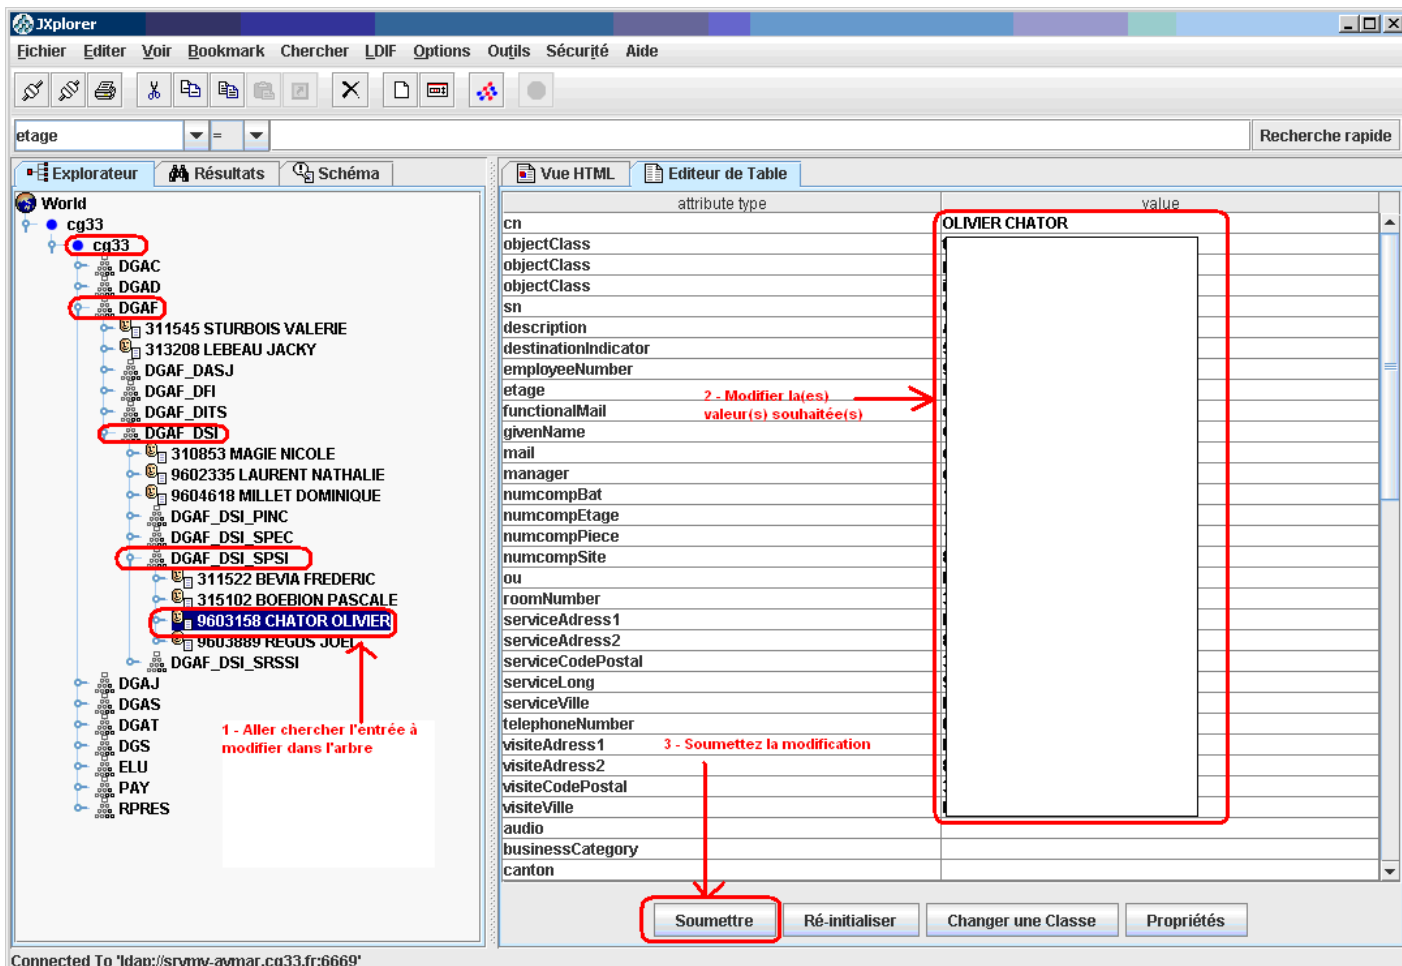 JXplorer
Fichier Editer Voir Bookmark Chercher LDIF Options Outils Sécurité Aide
etage = Recherche rapide
Explorateur Résultats Schéma
Vue HTML Editeur de Table
World
cg33
cg33
DGAC
DGAD
DGAF
311545 STURBOIS VALERIE
313208 LEBEAU JACKY
DGAF_DASJ
DGAF_DFI
DGAF_DITS
DGAF_DSI
310853 MAGIE NICOLE
9602335 LAURENT NATHALIE
9604618 MILLET DOMINIQUE
DGAF_DSI_PINC
DGAF_DSI_SPEC
DGAF_DSI_SPSI
311522 BEVIA FREDERIC
315102 BOEBION PASCALE
9603158 CHATOR OLIVIER
9603889 REGUS JOEL
DGAF_DSI_SRSSI
DGAJ
DGAS
DGAT
DGS
ELU
PAY
RPRES
1 - Aller chercher l'entrée à
modifier dans l'arbre
attribute type value
cn OLIVIER CHATOR
objectClass
objectClass
objectClass
sn
description
destinationIndicator
employeeNumber
etage
functionalMail
givenName
mail
manager
numcompBat
numcompEtage
numcompPiece
numcompSite
ou
roomNumber
serviceAdress1
serviceAdress2
serviceCodePostal
serviceLong
serviceVille
telephoneNumber
visiteAdress1
visiteAdress2
visiteCodePostal
visiteVille
audio
businessCategory
canton
2 - Modifier la(es)
valeur(s) souhaitée(s)
3 - Soumettez la modification
Soumettre Ré-initialiser Changer une Classe Propriétés
Connected To 'ldap://srvmv-aymar.cg33.fr:6669'